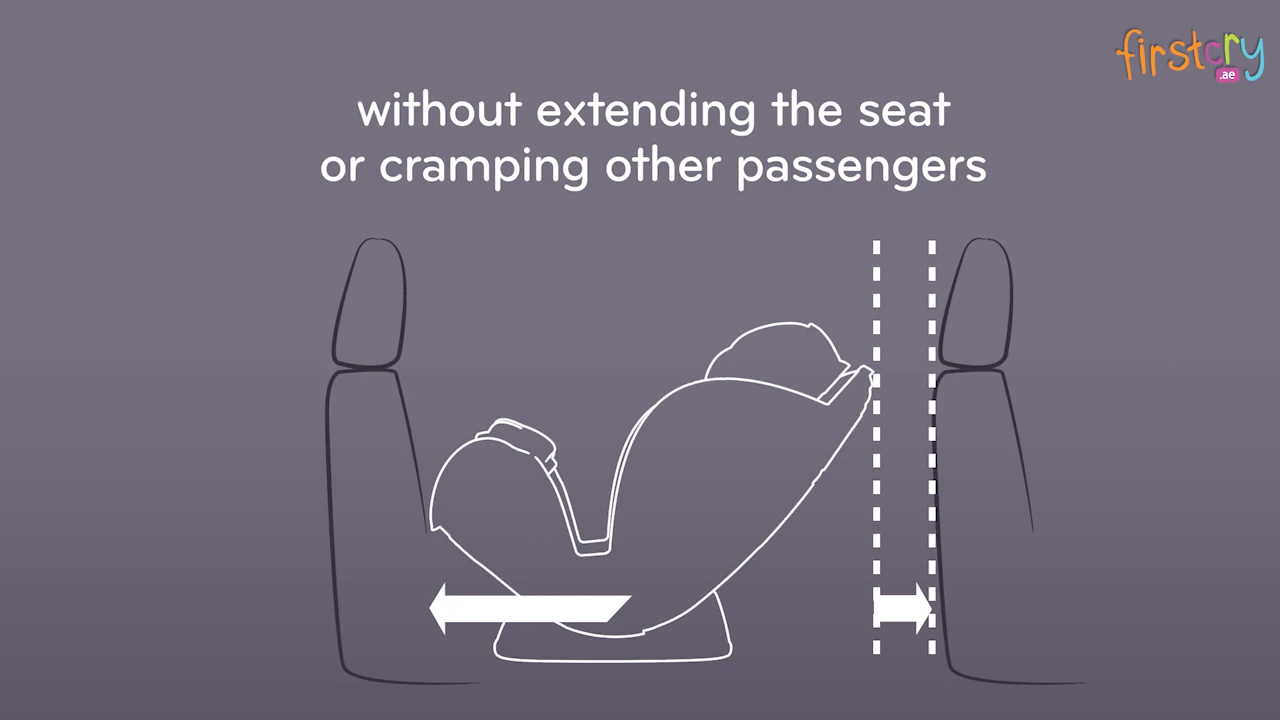 firstcry
.ae
without extending the seat
or cramping other passengers